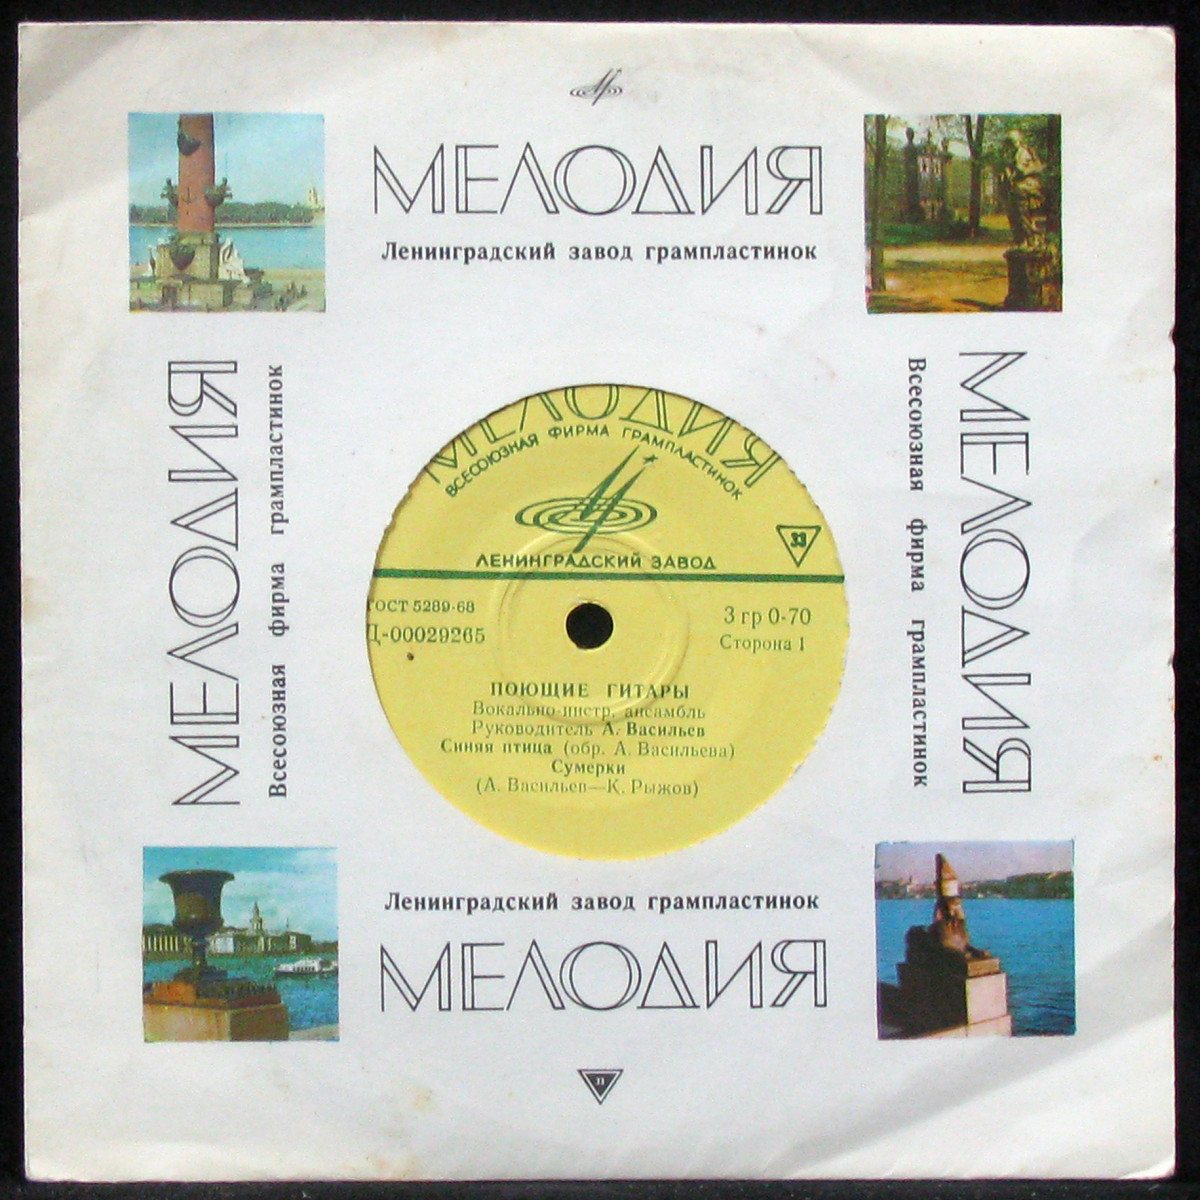 МЕЛОДИЯ
Ленинградский завод грампластинок
МЕЛОДИЯ
Всесоюзная фирма грампластинок
МЕЛОДИЯ
ВСЕСОЮЗНАЯ ФИРМА ГРАМПЛАСТИНОК
33
ЛЕНИНГРАДСКИЙ ЗАВОД
ГОСТ 5289-68
Д-00029265
3 гр 0-70
Сторона 1
ПОЮЩИЕ ГИТАРЫ
Вокально-инстр. ансамбль
Руководитель А. Васильев
Синяя птица (обр. А. Васильева)
Сумерки
(А. Васильев—К. Рыжов)
МЕЛОДИЯ
Всесоюзная фирма грампластинок
Ленинградский завод грампластинок
МЕЛОДИЯ